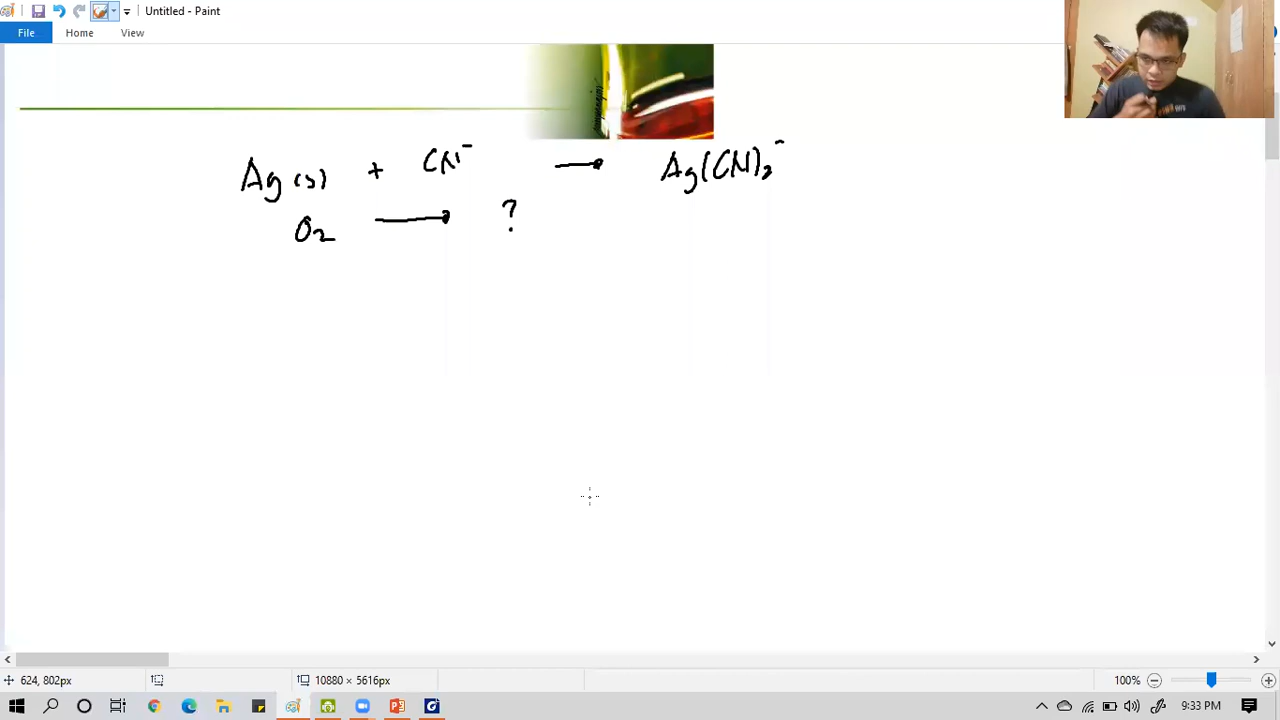 Untitled - Paint
File Home View
Ag (s) + CN⁻ → Ag(CN)₂⁻
O₂ → ?
624, 802px
10880 × 5616px
100%
9:33 PM